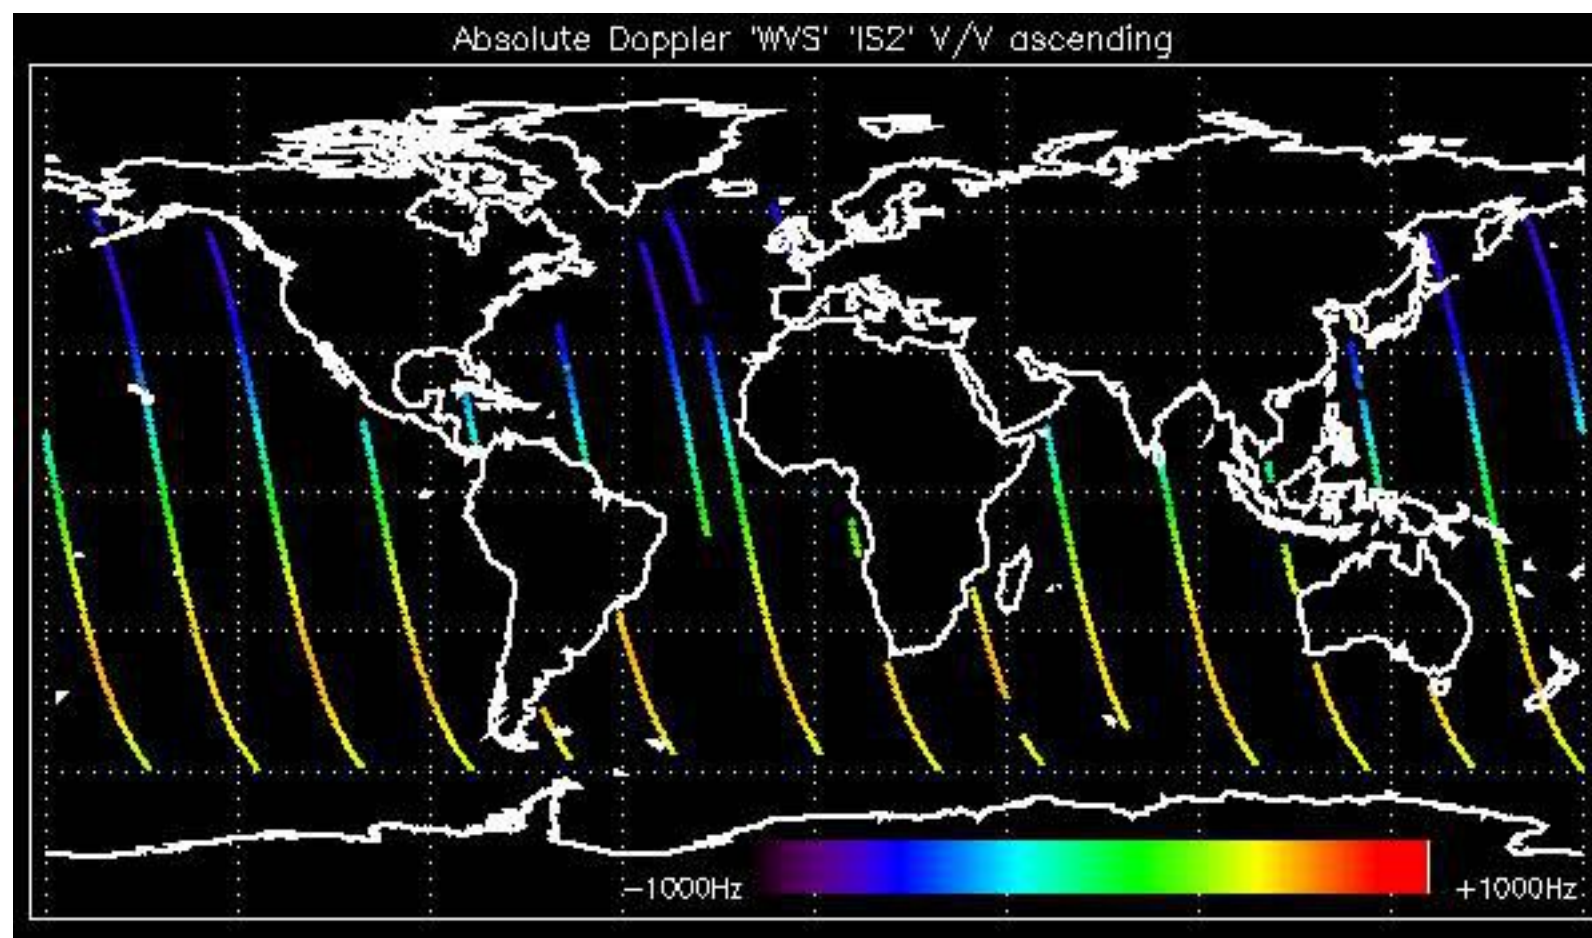 Absolute Doppler 'WVS' 'IS2' V/V ascending
-1000Hz +1000Hz